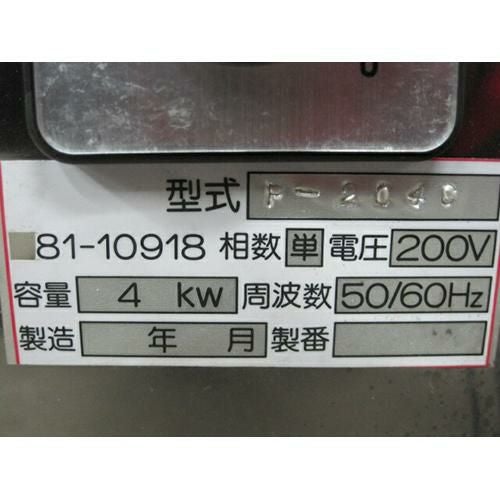 型式 P-204C
81-10918 相数 単 電圧 200V
容量 4 KW 周波数 50/60Hz
製造 年 月 製番